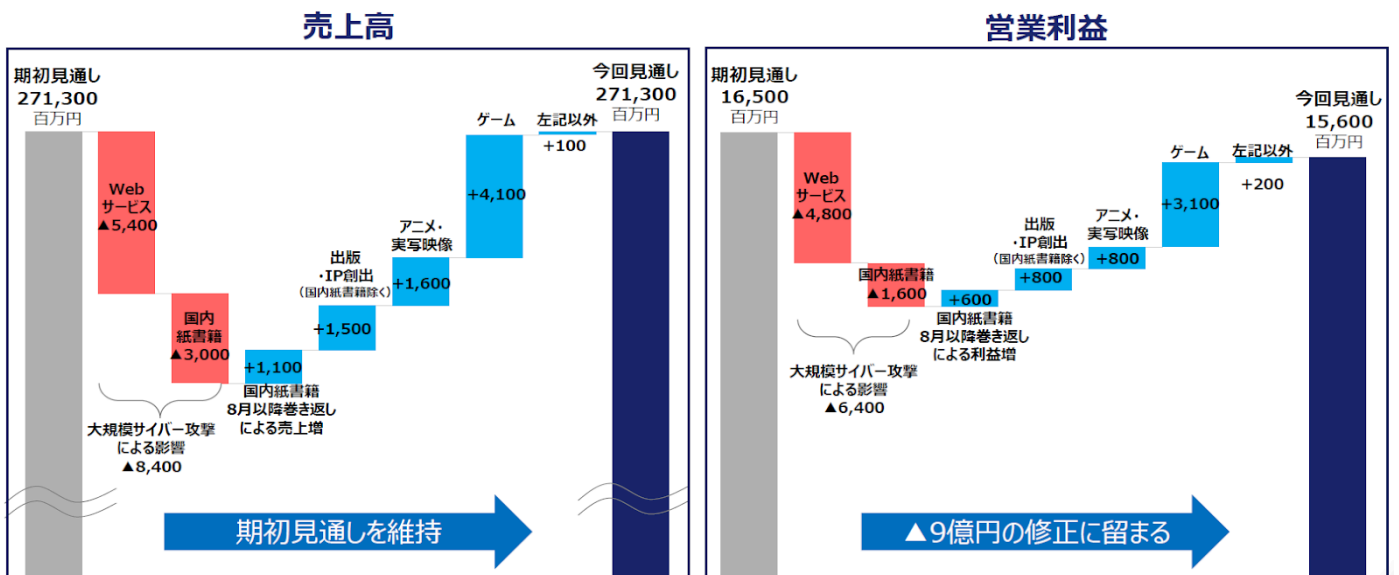 売上高
期初見通し
271,300
百万円
Web
サービス
▲5,400
国内
紙書籍
▲3,000
大規模サイバー攻撃
による影響
▲8,400
+1,100
国内紙書籍
8月以降巻き返し
による売上増
出版
・IP創出
（国内紙書籍除く）
+1,500
アニメ・
実写映像
+1,600
ゲーム
+4,100
左記以外
+100
今回見通し
271,300
百万円
期初見通しを維持
営業利益
期初見通し
16,500
百万円
Web
サービス
▲4,800
国内紙書籍
▲1,600
大規模サイバー攻撃
による影響
▲6,400
+600
国内紙書籍
8月以降巻き返し
による利益増
出版
・IP創出
（国内紙書籍除く）
+800
アニメ・
実写映像
+800
ゲーム
+3,100
左記以外
+200
今回見通し
15,600
百万円
▲9億円の修正に留まる